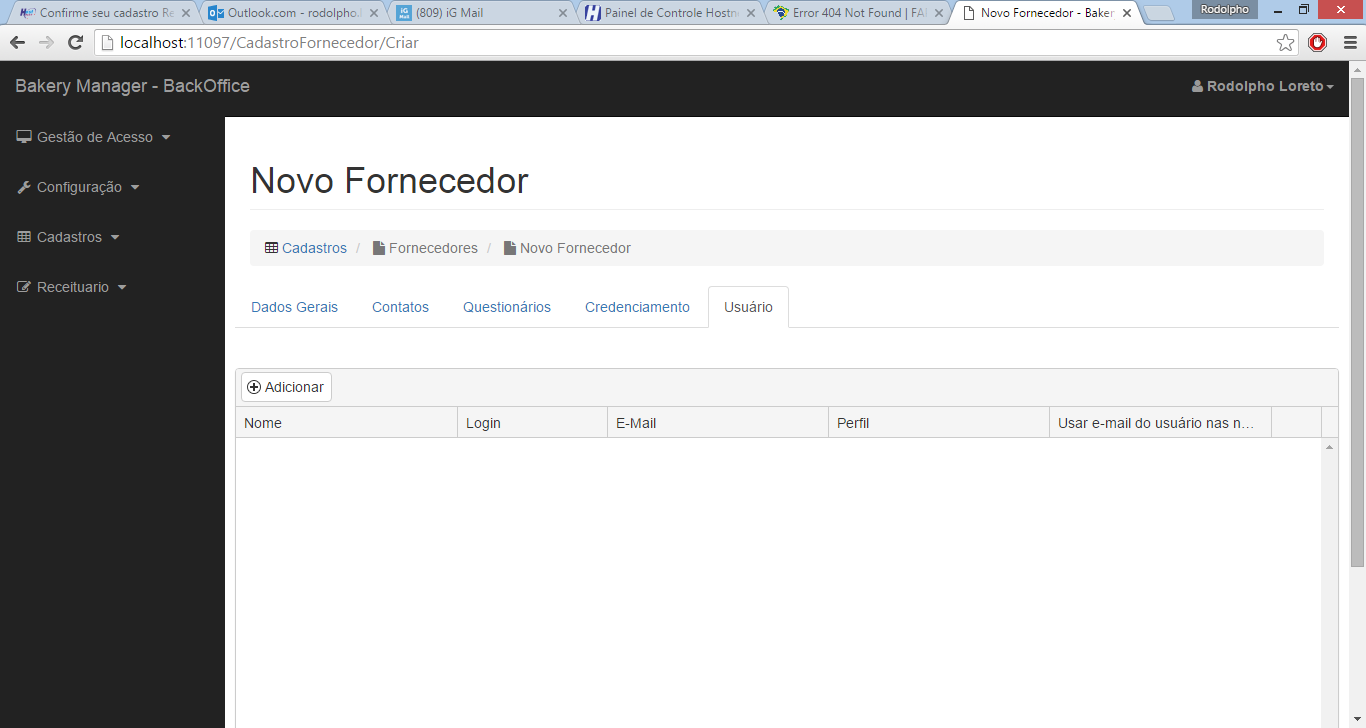 Confirme seu cadastro Re
Outlook.com - rodolpho.l
(809) iG Mail
Painel de Controle Hostn
Error 404 Not Found | FAI
Novo Fornecedor - Baker
Rodolpho
localhost:11097/CadastroFornecedor/Criar
Bakery Manager - BackOffice
Rodolpho Loreto
Gestão de Acesso
Configuração
Cadastros
Receituario
Novo Fornecedor
Cadastros / Fornecedores / Novo Fornecedor
Dados Gerais Contatos Questionários Credenciamento Usuário
Adicionar
Nome Login E-Mail Perfil Usar e-mail do usuário nas n...